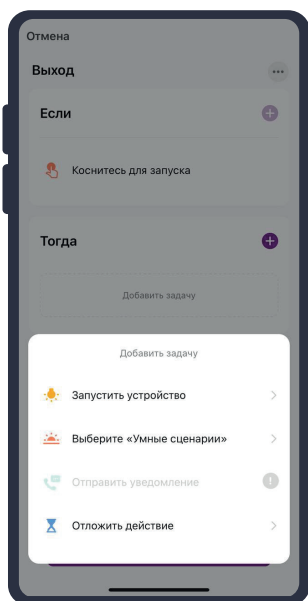 Отмена
Выход
Если
Коснитесь для запуска
Тогда
Добавить задачу
Добавить задачу
Запустить устройство
Выберите «Умные сценарии»
Отправить уведомление
Отложить действие